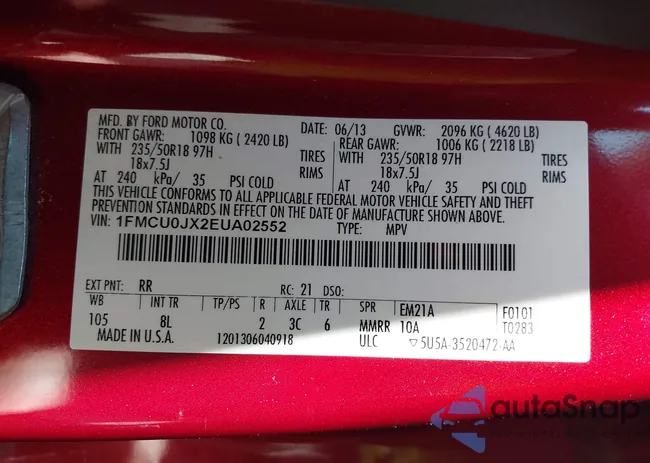 MFD. BY FORD MOTOR CO. DATE: 06/13 GVWR: 2096 KG ( 4620 LB)
FRONT GAWR: 1098 KG ( 2420 LB) REAR GAWR: 1006 KG ( 2218 LB)
WITH 235/50R18 97H TIRES WITH 235/50R18 97H TIRES
18x7.5J RIMS 18x7.5J RIMS
AT 240 kPa/ 35 PSI COLD AT 240 kPa/ 35 PSI COLD
THIS VEHICLE CONFORMS TO ALL APPLICABLE FEDERAL MOTOR VEHICLE SAFETY AND THEFT
PREVENTION STANDARDS IN EFFECT ON THE DATE OF MANUFACTURE SHOWN ABOVE.
VIN: 1FMCU0JX2EUA02552 TYPE: MPV
EXT PNT: RR RC: 21 DSO:
WB INT TR TP/PS R AXLE TR SPR EM21A F0101
105 8L 2 3C 6 MMRR 10A T0283
MADE IN U.S.A. 1201306040918 ULC ▽5U5A-3520472-AA
autoSnap